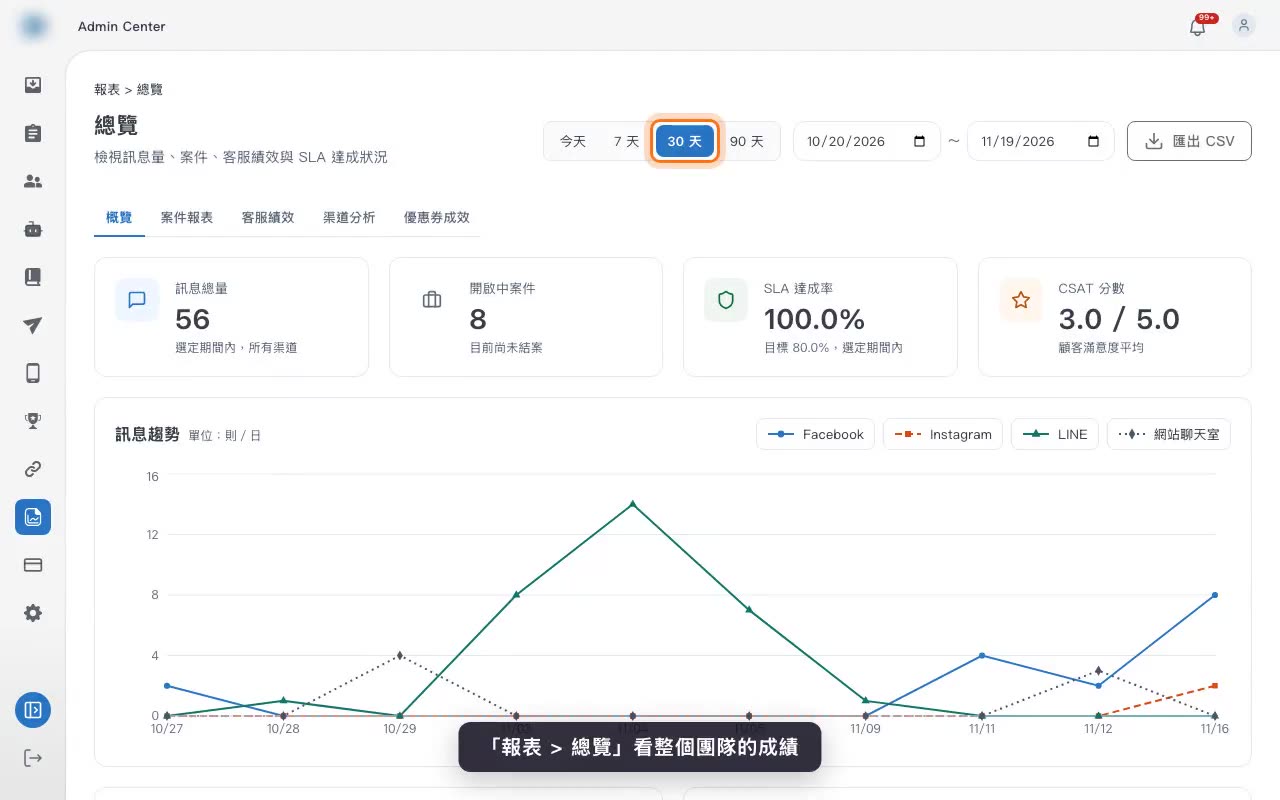 Admin Center
99+
報表 > 總覽
總覽
檢視訊息量、案件、客服績效與 SLA 達成狀況
今天 7 天 30 天 90 天
10/20/2026 ~ 11/19/2026
匯出 CSV
概覽 案件報表 客服績效 渠道分析 優惠券成效
訊息總量
56
選定期間內，所有渠道
開啟中案件
8
目前尚未結案
SLA 達成率
100.0%
目標 80.0%，選定期間內
CSAT 分數
3.0 / 5.0
顧客滿意度平均
訊息趨勢 單位：則 / 日
Facebook Instagram LINE 網站聊天室
16
12
8
4
0
10/27 10/28 10/29 11/03 11/04 11/05 11/09 11/11 11/12 11/16
「報表 > 總覽」看整個團隊的成績